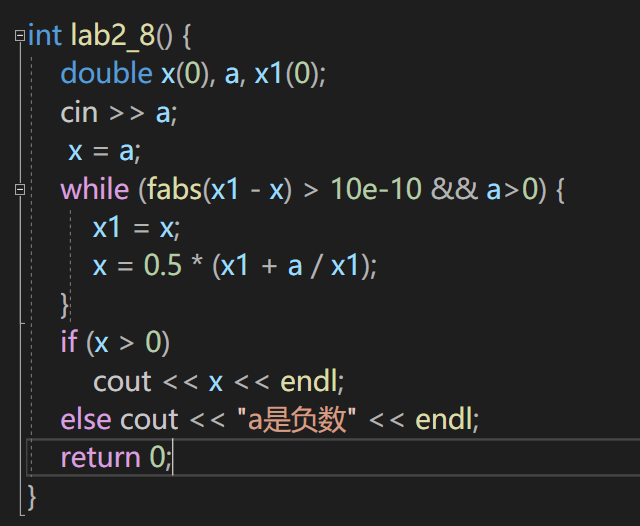 int lab2_8() {
double x(0), a, x1(0);
cin >> a;
x = a;
while (fabs(x1 - x) > 10e-10 && a>0) {
x1 = x;
x = 0.5 * (x1 + a / x1);
}
if (x > 0)
cout << x << endl;
else cout << "a是负数" << endl;
return 0;
}